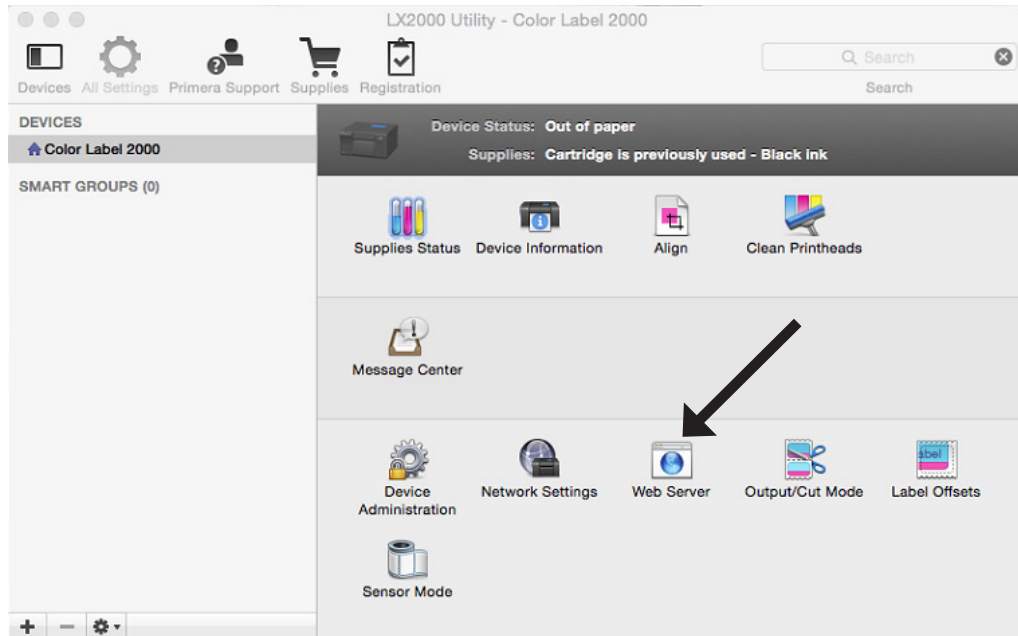 LX2000 Utility - Color Label 2000
Devices All Settings Primera Support Supplies Registration
Search
Search
DEVICES
Color Label 2000
SMART GROUPS (0)
Device Status: Out of paper
Supplies: Cartridge is previously used - Black ink
Supplies Status Device Information Align Clean Printheads
Message Center
Device Administration
Network Settings Web Server Output/Cut Mode Label Offsets
abel
Sensor Mode